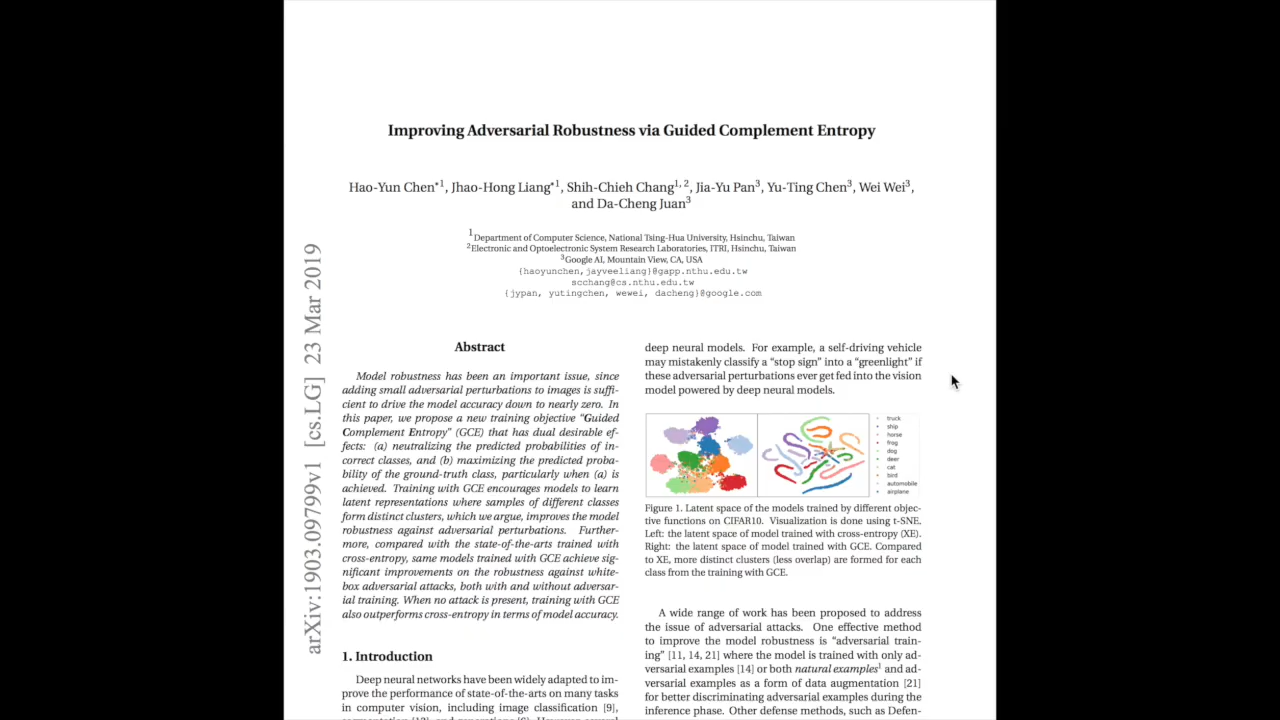 Improving Adversarial Robustness via Guided Complement Entropy
Hao-Yun Chen*1, Jhao-Hong Liang*1, Shih-Chieh Chang1, 2, Jia-Yu Pan3, Yu-Ting Chen3, Wei Wei3,
and Da-Cheng Juan3
1Department of Computer Science, National Tsing-Hua University, Hsinchu, Taiwan
2Electronic and Optoelectronic System Research Laboratories, ITRI, Hsinchu, Taiwan
3Google AI, Mountain View, CA, USA
{haoyunchen,jayveeliang}@gapp.nthu.edu.tw
scchang@cs.nthu.edu.tw
{jypan, yutingchen, wewei, dacheng}@google.com
arXiv:1903.09799v1 [cs.LG] 23 Mar 2019
Abstract
Model robustness has been an important issue, since
adding small adversarial perturbations to images is suffi-
cient to drive the model accuracy down to nearly zero. In
this paper, we propose a new training objective “Guided
Complement Entropy” (GCE) that has dual desirable ef-
fects: (a) neutralizing the predicted probabilities of in-
correct classes, and (b) maximizing the predicted proba-
bility of the ground-truth class, particularly when (a) is
achieved. Training with GCE encourages models to learn
latent representations where samples of different classes
form distinct clusters, which we argue, improves the model
robustness against adversarial perturbations. Further-
more, compared with the state-of-the-arts trained with
cross-entropy, same models trained with GCE achieve sig-
nificant improvements on the robustness against white-
box adversarial attacks, both with and without adversar-
ial training. When no attack is present, training with GCE
also outperforms cross-entropy in terms of model accuracy.
1. Introduction
Deep neural networks have been widely adapted to im-
prove the performance of state-of-the-arts on many tasks
in computer vision, including image classification [9],
deep neural models. For example, a self-driving vehicle
may mistakenly classify a “stop sign” into a “greenlight” if
these adversarial perturbations ever get fed into the vision
model powered by deep neural models.
truck
ship
horse
frog
dog
deer
cat
bird
automobile
airplane
Figure 1. Latent space of the models trained by different objec-
tive functions on CIFAR10. Visualization is done using t-SNE.
Left: the latent space of model trained with cross-entropy (XE).
Right: the latent space of model trained with GCE. Compared
to XE, more distinct clusters (less overlap) are formed for each
class from the training with GCE.
A wide range of work has been proposed to address
the issue of adversarial attacks. One effective method
to improve the model robustness is “adversarial train-
ing” [11, 14, 21] where the model is trained with only ad-
versarial examples [14] or both natural examples1 and ad-
versarial examples as a form of data augmentation [21]
for better discriminating adversarial examples during the
inference phase. Other defense methods, such as Defen-